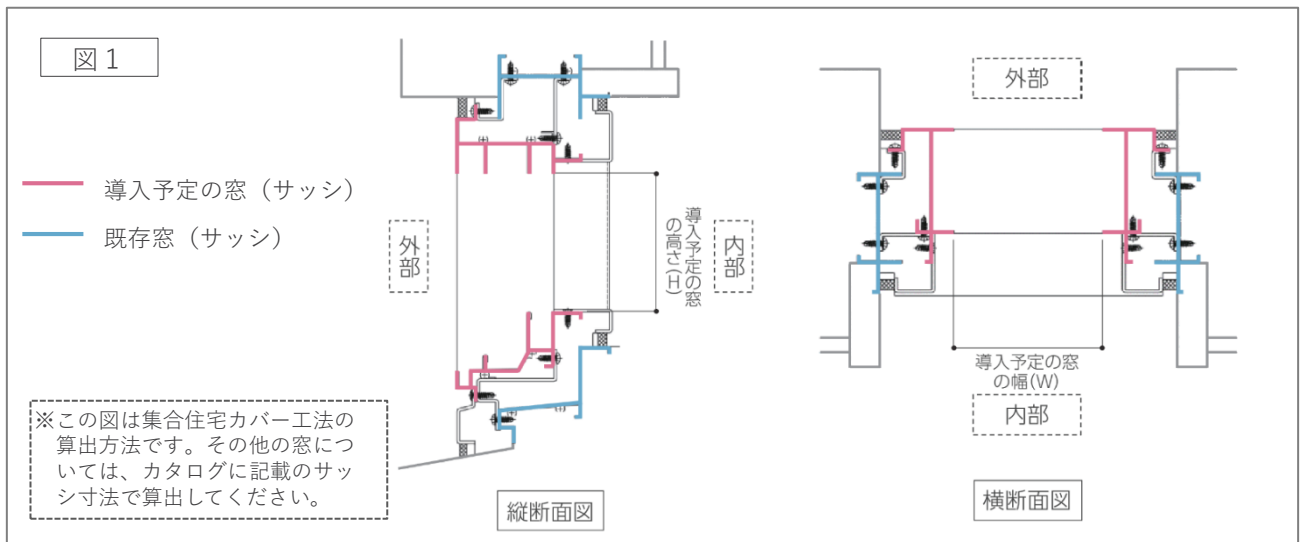 図1
導入予定の窓（サッシ）
既存窓（サッシ）
※この図は集合住宅カバー工法の
算出方法です。その他の窓につ
いては、カタログに記載のサッ
シ寸法で算出してください。
外部
導入予定の窓
の高さ(H)
内部
縦断面図
外部
導入予定の窓
の幅(W)
内部
横断面図